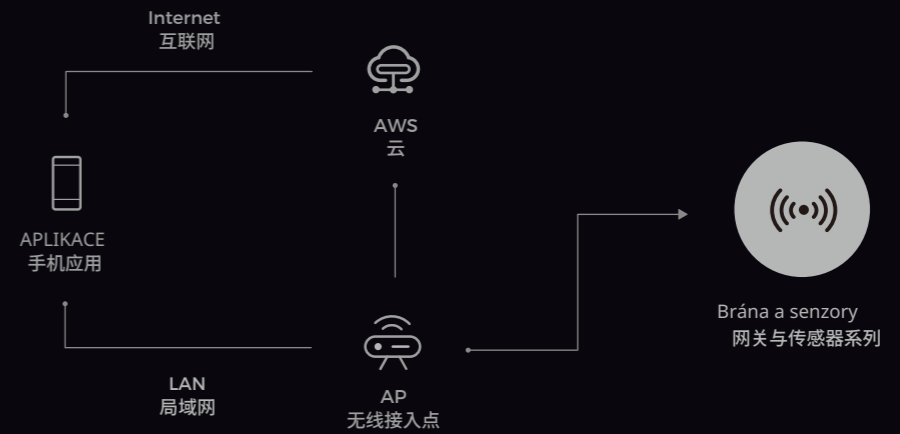 Internet
互联网
AWS
云
APLIKACE
手机应用
Brána a senzory
网关与传感器系列
LAN
局域网
AP
无线接入点